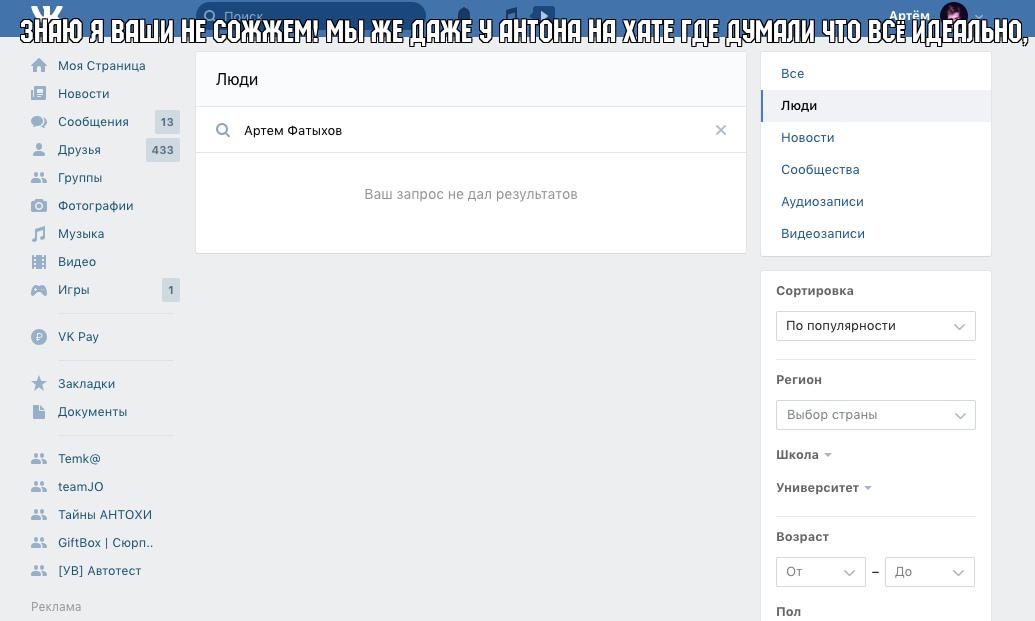 Поиск
Артём
ЗНАЮ Я ВАШИ НЕ СОЖЖЕМ! МЫ ЖЕ ДАЖЕ У АНТОНА НА ХАТЕ ГДЕ ДУМАЛИ ЧТО ВСЁ ИДЕАЛЬНО,
Моя Страница
Новости
Сообщения 13
Друзья 433
Группы
Фотографии
Музыка
Видео
Игры 1
VK Pay
Закладки
Документы
Temk@
teamJO
Тайны АНТОХИ
GiftBox | Сюрп..
[УВ] Автотест
Реклама
Люди
Артем Фатыхов
Ваш запрос не дал результатов
Все
Люди
Новости
Сообщества
Аудиозаписи
Видеозаписи
Сортировка
По популярности
Регион
Выбор страны
Школа
Университет
Возраст
От – До
Пол